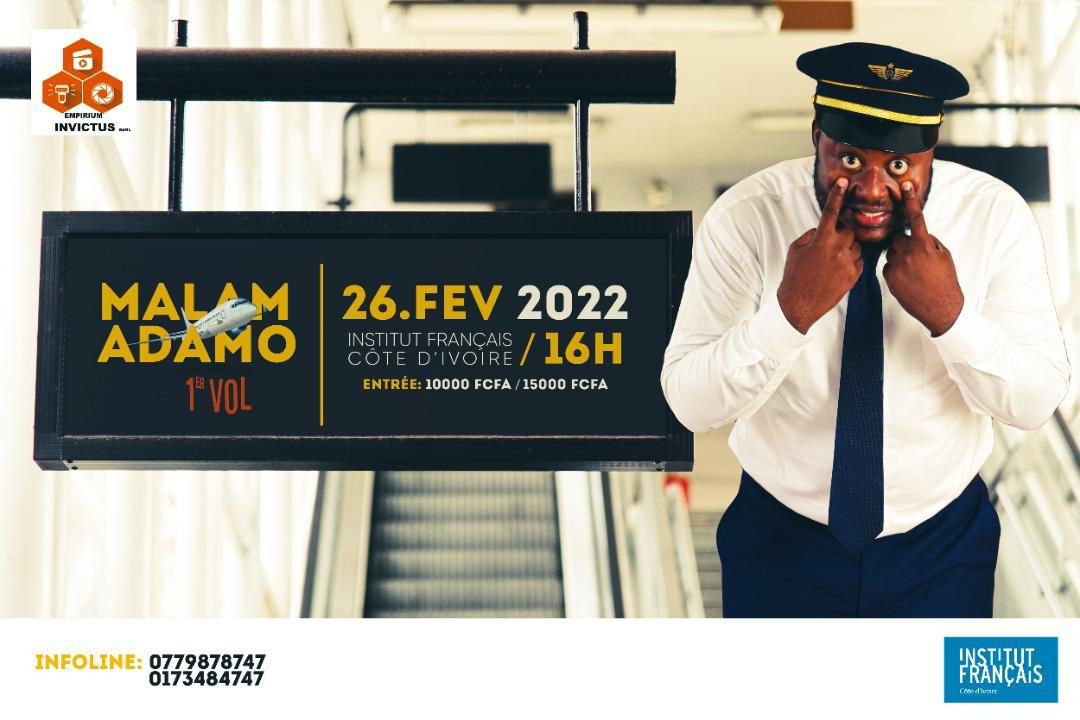 EMPIRIUM
INVICTUS SARL
MALAM
ADAMO
1ER VOL
26.FEV 2022
INSTITUT FRANÇAIS
CÔTE D'IVOIRE / 16H
ENTRÉE: 10000 FCFA / 15000 FCFA
INFOLINE: 0779878747
0173484747
INSTITUT
FRANÇAIS
Côte d'Ivoire